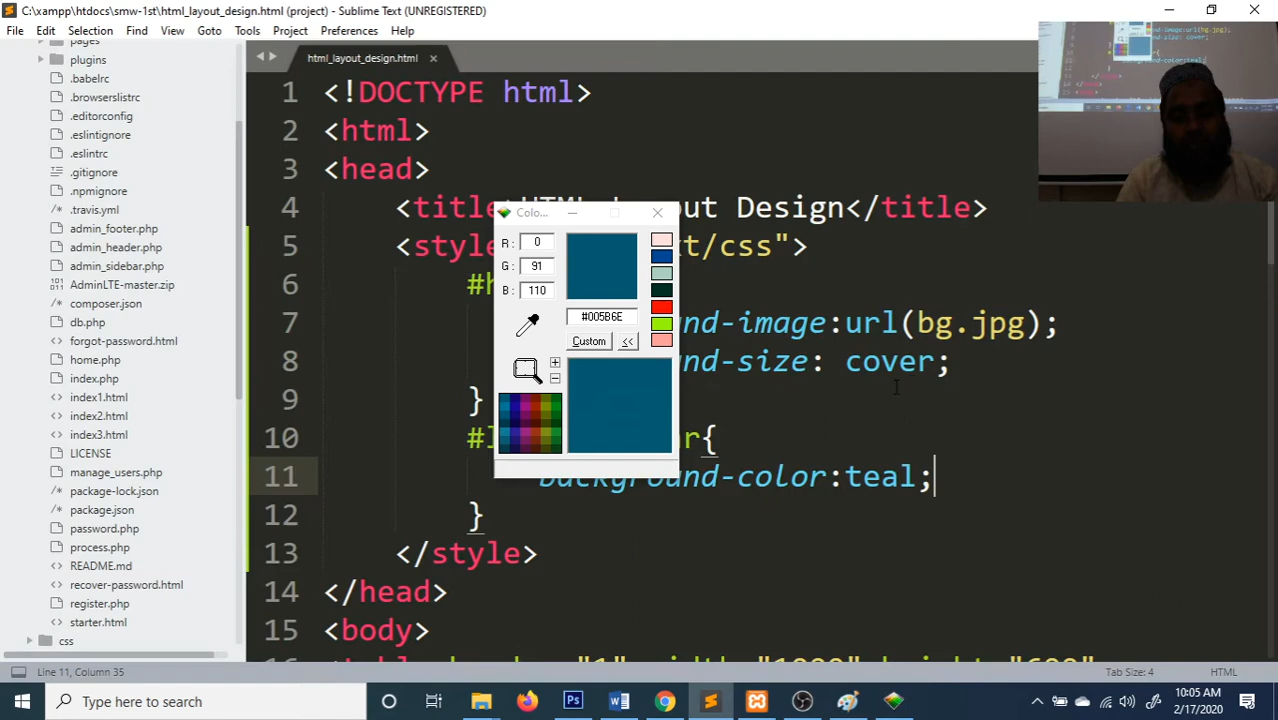 C:\xampp\htdocs\smw-1st\html_layout_design.html (project) - Sublime Text (UNREGISTERED)
File Edit Selection Find View Goto Tools Project Preferences Help
pages
plugins
.babelrc
.browserslistrc
.editorconfig
.eslintignore
.eslintrc
.gitignore
.npmignore
.travis.yml
admin_footer.php
admin_header.php
admin_sidebar.php
AdminLTE-master.zip
composer.json
db.php
forgot-password.html
home.php
index.php
index1.html
index2.html
index3.html
LICENSE
manage_users.php
package-lock.json
package.json
password.php
process.php
README.md
recover-password.html
register.php
starter.html
css
html_layout_design.html
1 <!DOCTYPE html>
2 <html>
3 <head>
4 <title> Design</title>
5 <style /css">
6
7 -image:url(bg.jpg);
8 -size: cover;
9 }
10 {
11 background-color:teal;
12 }
13 </style>
14 </head>
15 <body>
16
Colo...
R: 0
G: 91
B: 110
#005B6E
Custom <<
Line 11, Column 35
Tab Size: 4
HTML
Type here to search
10:05 AM
2/17/2020